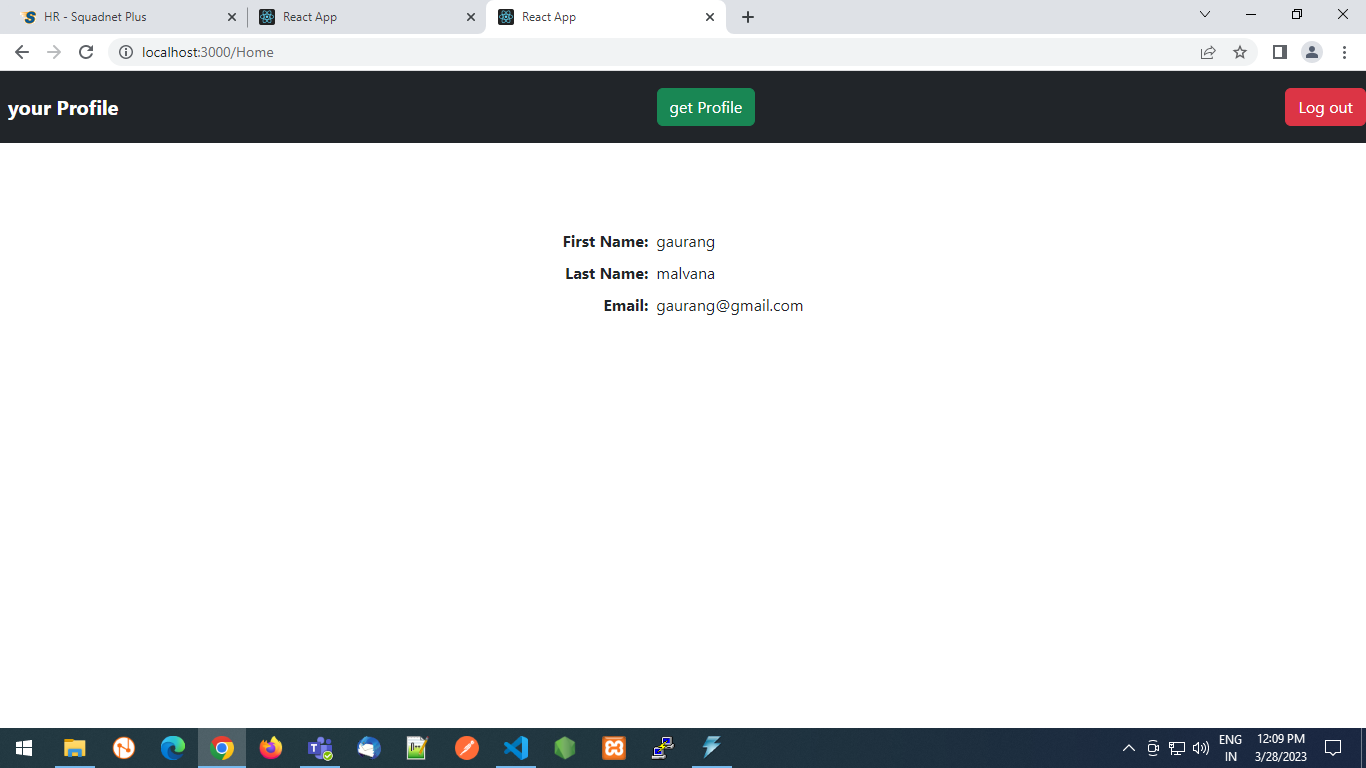 HR - Squadnet Plus
React App
React App
localhost:3000/Home
your Profile
get Profile
Log out
First Name: gaurang
Last Name: malvana
Email: gaurang@gmail.com
ENG
IN
12:09 PM
3/28/2023